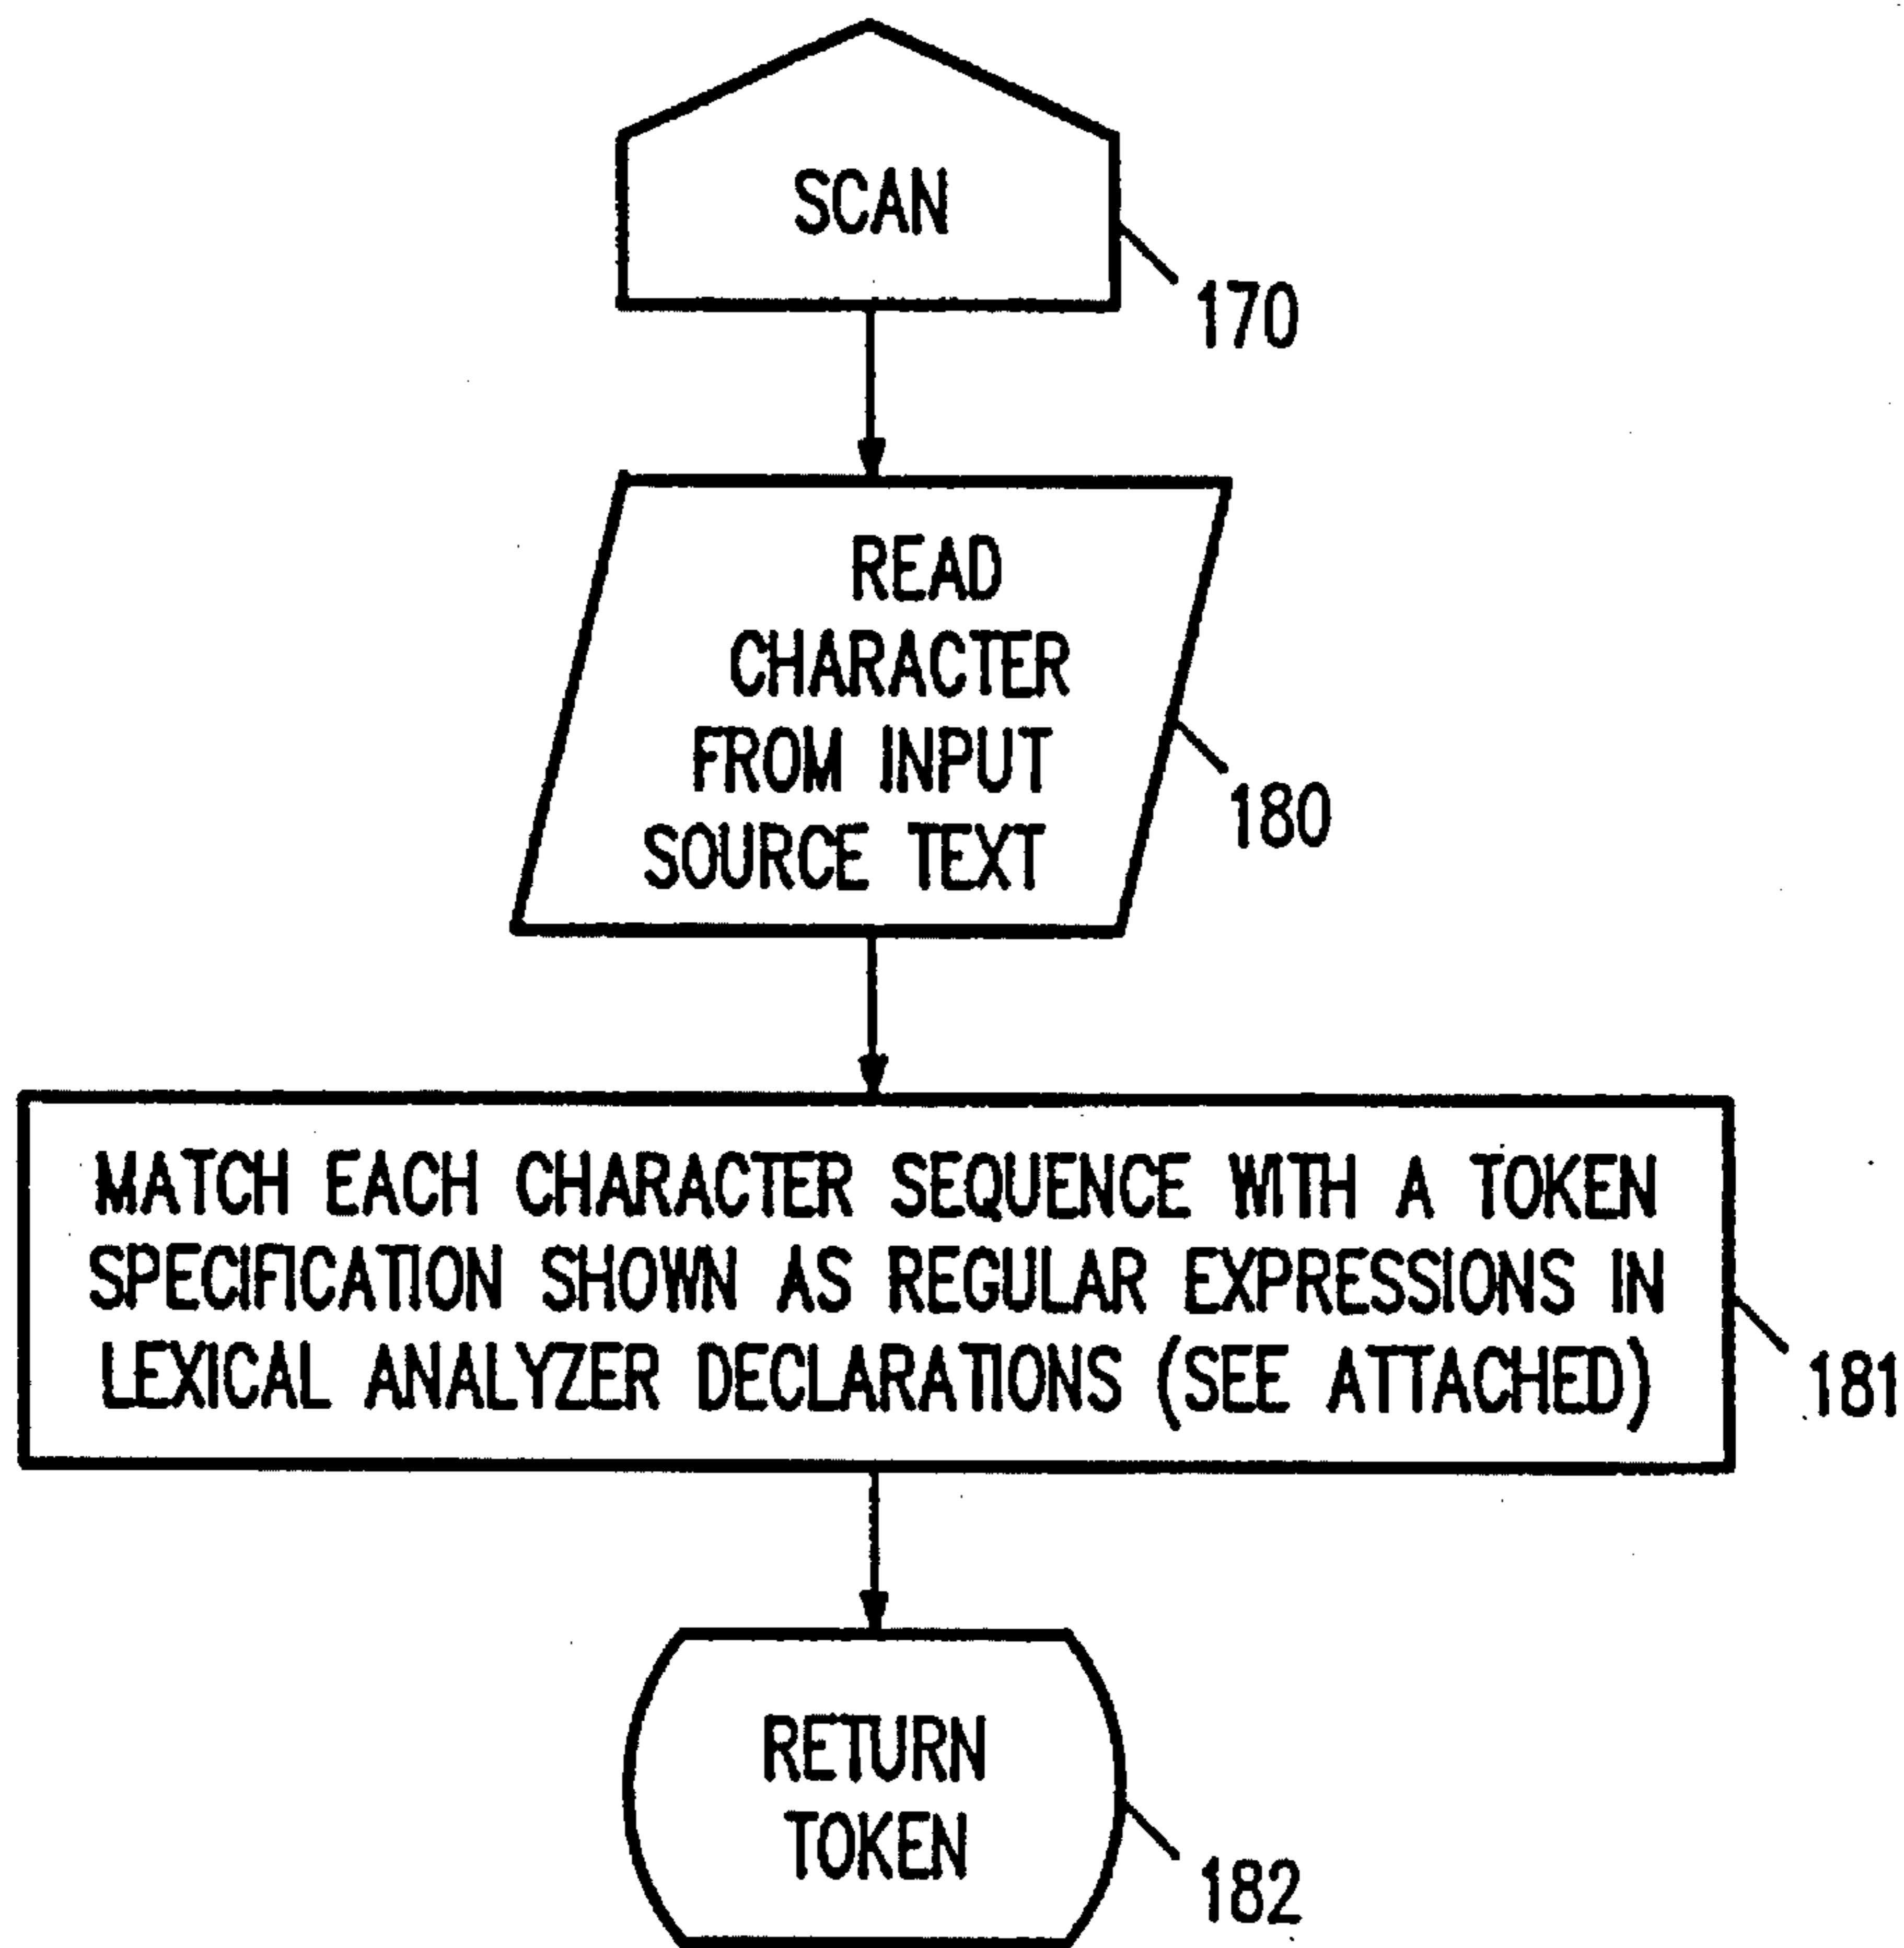 SCAN
170
READ
CHARACTER
FROM INPUT
SOURCE TEXT
180
MATCH EACH CHARACTER SEQUENCE WITH A TOKEN
SPECIFICATION SHOWN AS REGULAR EXPRESSIONS IN
LEXICAL ANALYZER DECLARATIONS (SEE ATTACHED)
181
RETURN
TOKEN
182